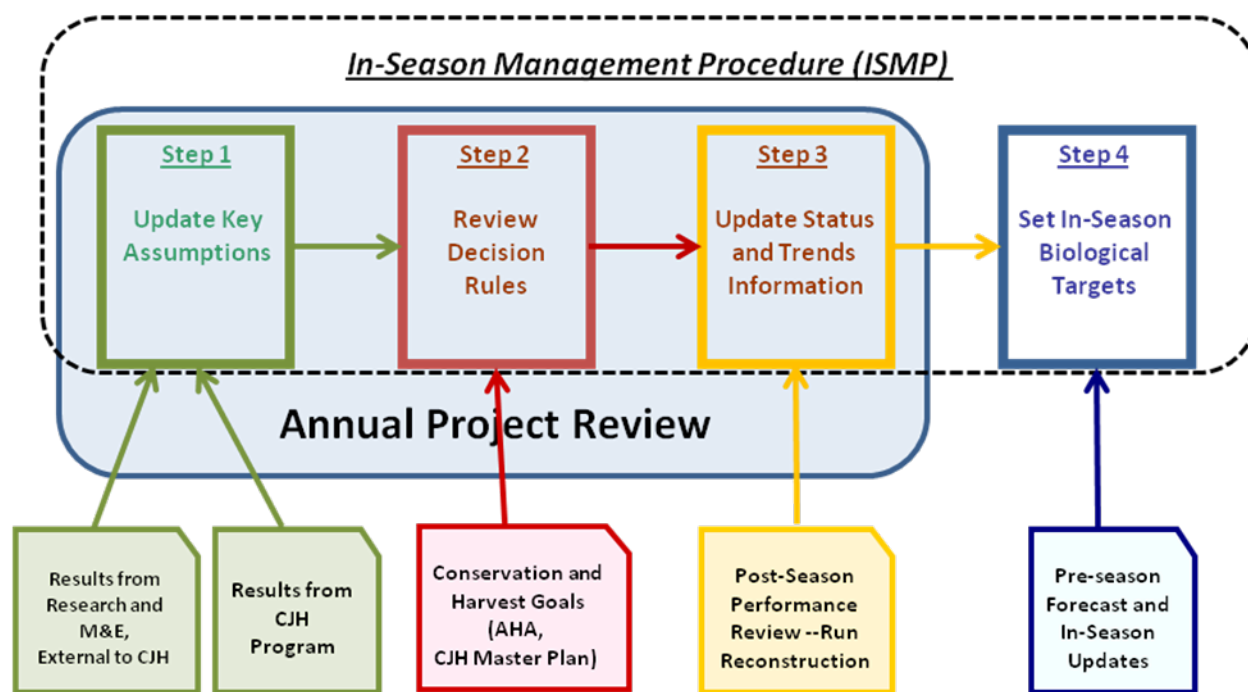 In-Season Management Procedure (ISMP)
Step 1
Update Key
Assumptions
Step 2
Review
Decision
Rules
Step 3
Update Status
and Trends
Information
Step 4
Set In-Season
Biological
Targets
Annual Project Review
Results from
Research and
M&E,
External to CJH
Results from
CJH
Program
Conservation and
Harvest Goals
(AHA,
CJH Master Plan)
Post-Season
Performance
Review --Run
Reconstruction
Pre-season
Forecast and
In-Season
Updates